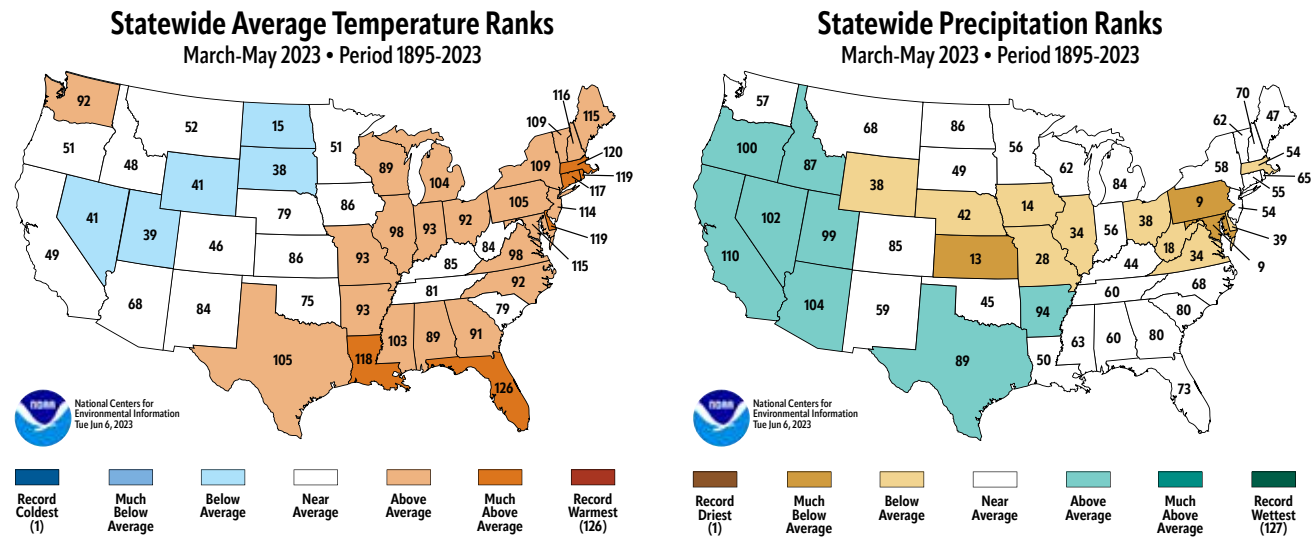 Statewide Average Temperature Ranks
March-May 2023 • Period 1895-2023
92
52
15
51
51
48
41
38
89
104
109
116
115
109
120
119
117
114
119
115
105
41
39
79
86
98
93
92
84
98
49
46
86
93
85
92
68
84
75
93
81
79
105
118
103
89
91
126
noaa
National Centers for
Environmental Information
Tue Jun 6, 2023
Record
Coldest
(1)
Much
Below
Average
Below
Average
Near
Average
Above
Average
Much
Above
Average
Record
Warmest
(126)
Statewide Precipitation Ranks
March-May 2023 • Period 1895-2023
57
68
86
56
100
87
38
49
62
84
62
70
47
58
54
65
55
54
39
9
9
102
99
42
14
34
56
38
18
34
110
85
13
28
44
68
104
59
45
94
60
80
89
50
63
60
80
73
noaa
National Centers for
Environmental Information
Tue Jun 6, 2023
Record
Driest
(1)
Much
Below
Average
Below
Average
Near
Average
Above
Average
Much
Above
Average
Record
Wettest
(127)